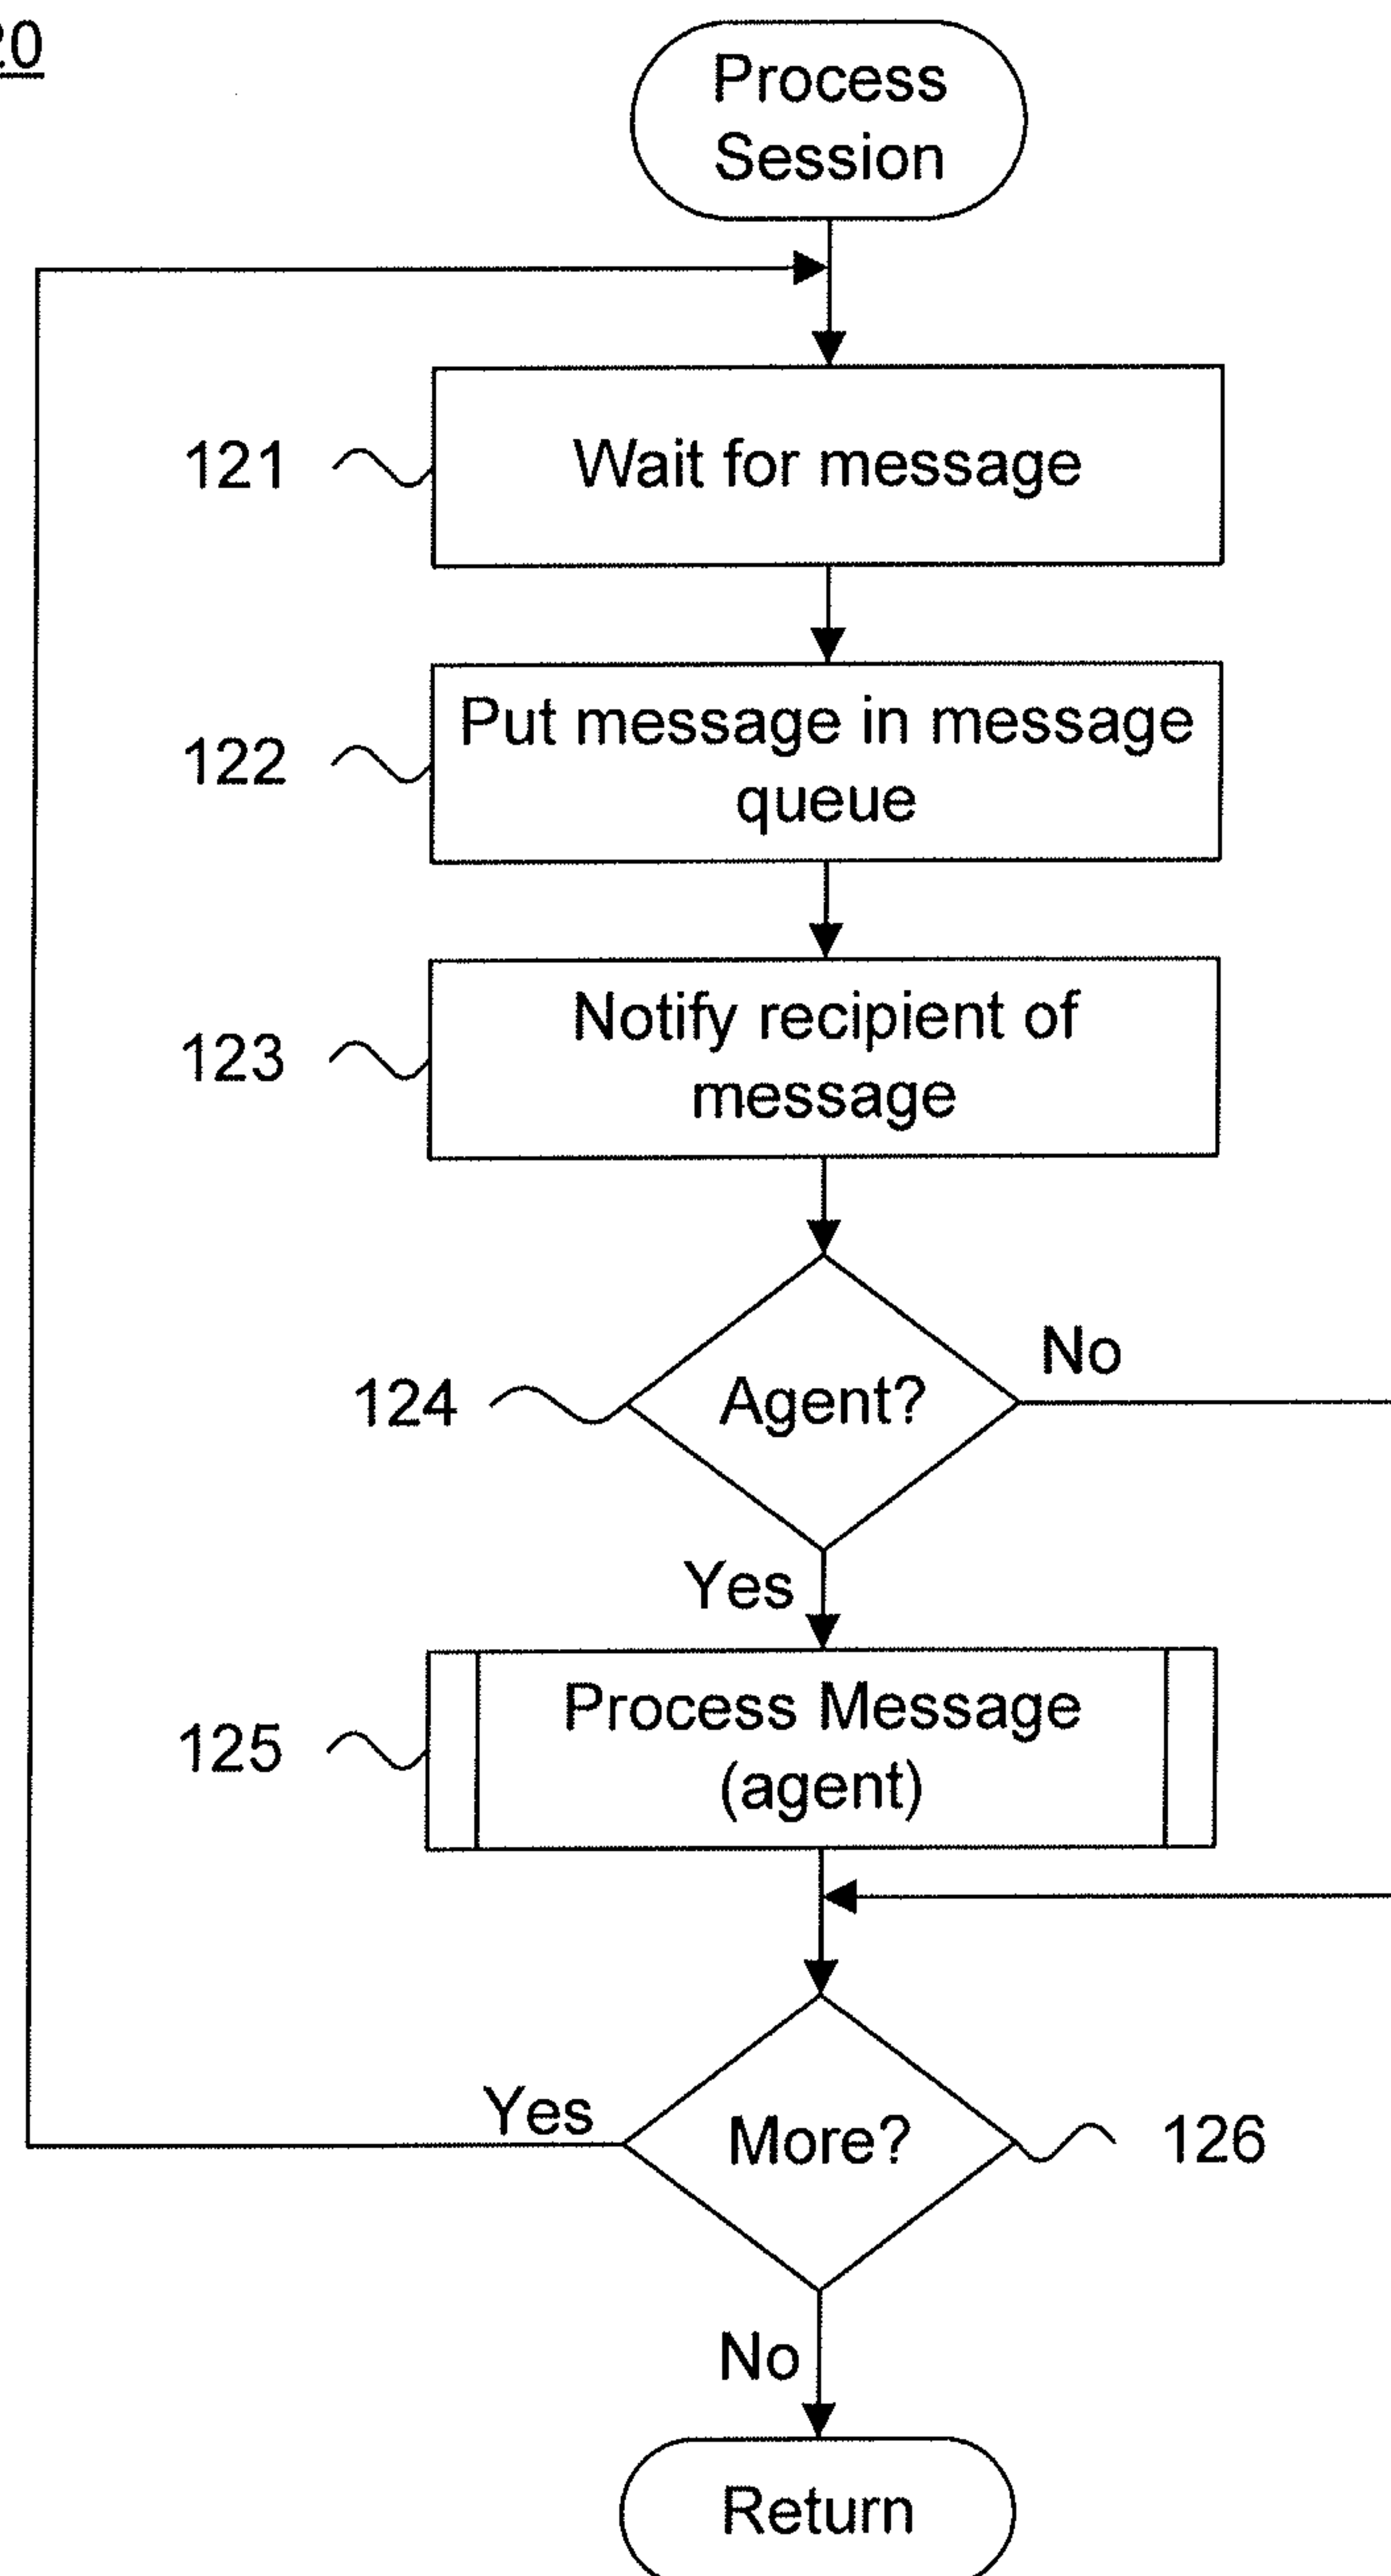 20
Process
Session
121
Wait for message
122
Put message in message
queue
123
Notify recipient of
message
124
Agent?
No
Yes
125
Process Message
(agent)
Yes
More?
126
No
Return